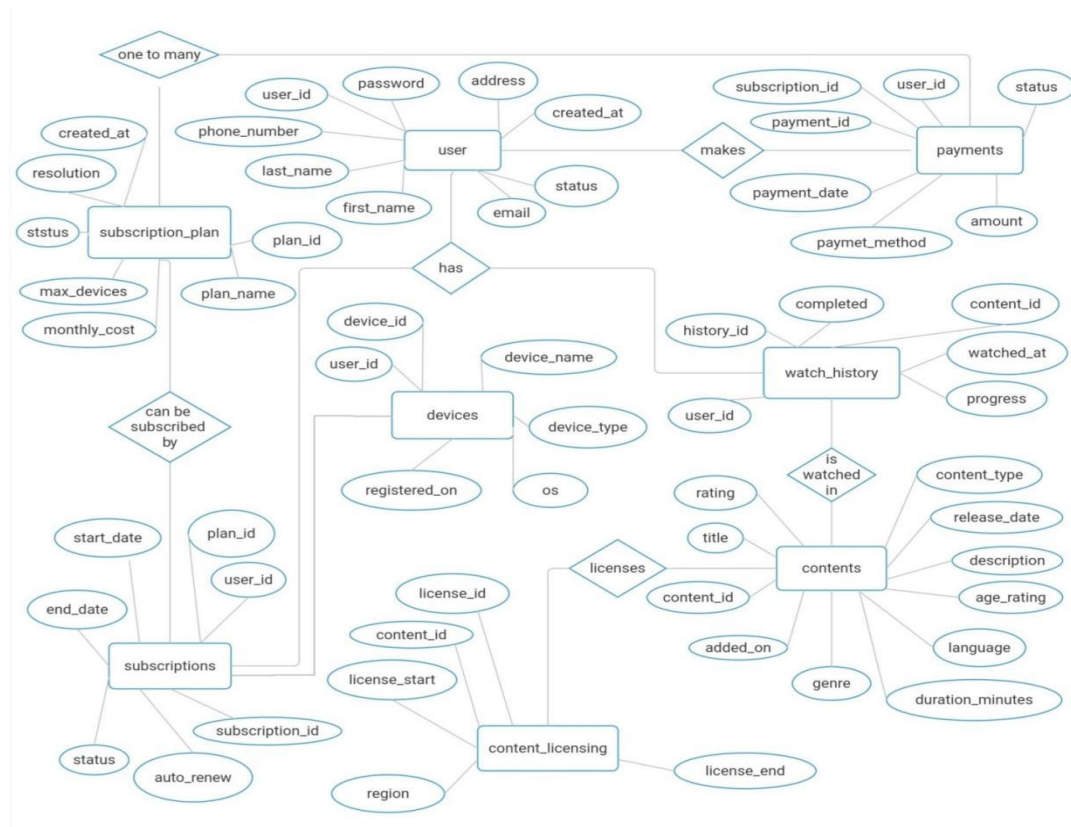 one to many
password
address
user_id
created_at
phone_number
user
last_name
first_name
email
status
makes
subscription_id
user_id
status
payment_id
payments
payment_date
amount
paymet_method
created_at
resolution
ststus
subscription_plan
plan_id
max_devices
plan_name
monthly_cost
has
completed
content_id
history_id
watched_at
watch_history
progress
user_id
device_id
device_name
user_id
devices
device_type
registered_on
os
can be
subscribed
by
is
watched
in
rating
content_type
release_date
title
description
licenses
contents
content_id
age_rating
added_on
language
genre
duration_minutes
start_date
plan_id
user_id
end_date
subscriptions
subscription_id
status
auto_renew
license_id
content_id
license_start
content_licensing
license_end
region